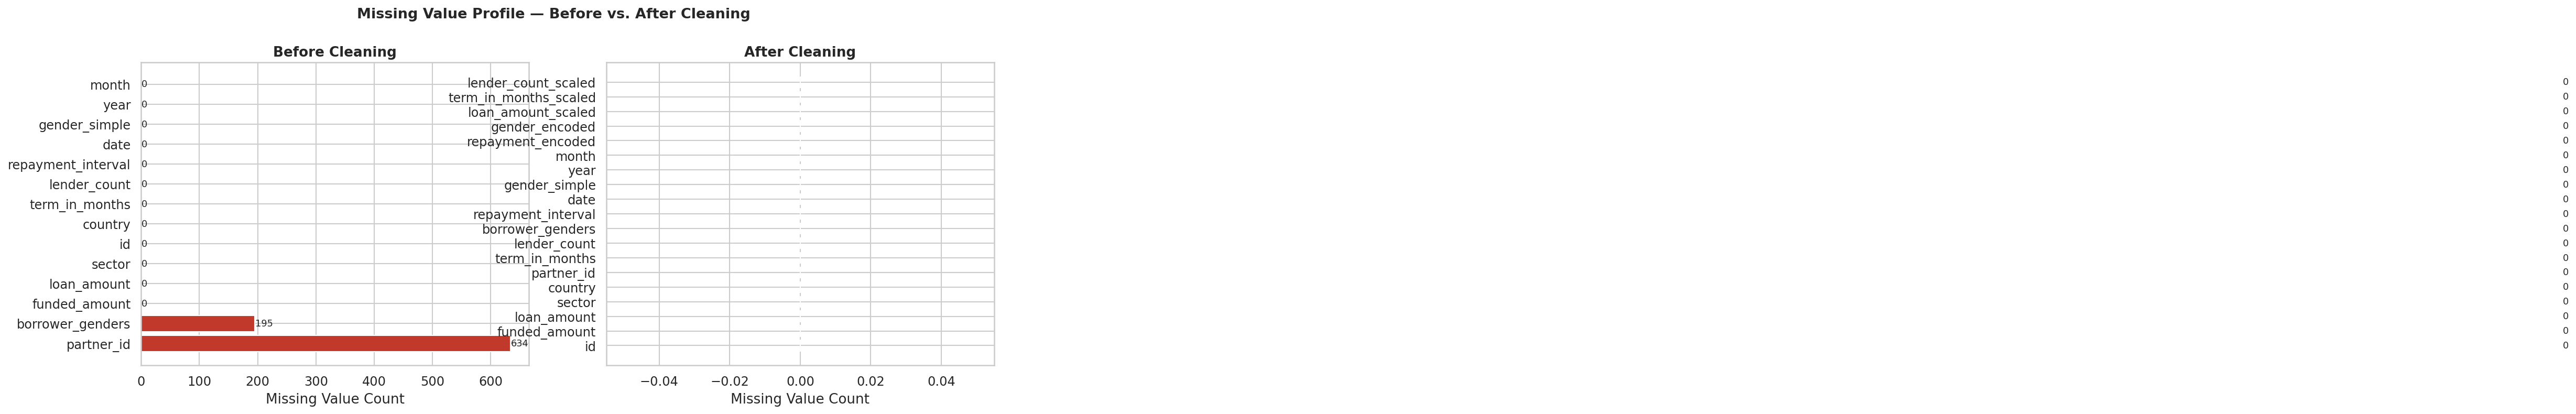 Missing Value Profile — Before vs. After Cleaning
Before Cleaning
month 0
year 0
gender_simple 0
date 0
repayment_interval 0
lender_count 0
term_in_months 0
country 0
id 0
sector 0
loan_amount 0
funded_amount 0
borrower_genders 195
partner_id 634
0 100 200 300 400 500 600
Missing Value Count
After Cleaning
lender_count_scaled 0
term_in_months_scaled 0
loan_amount_scaled 0
gender_encoded 0
repayment_encoded 0
month 0
year 0
gender_simple 0
date 0
repayment_interval 0
borrower_genders 0
lender_count 0
term_in_months 0
partner_id 0
country 0
sector 0
loan_amount 0
funded_amount 0
id 0
−0.04 −0.02 0.00 0.02 0.04
Missing Value Count